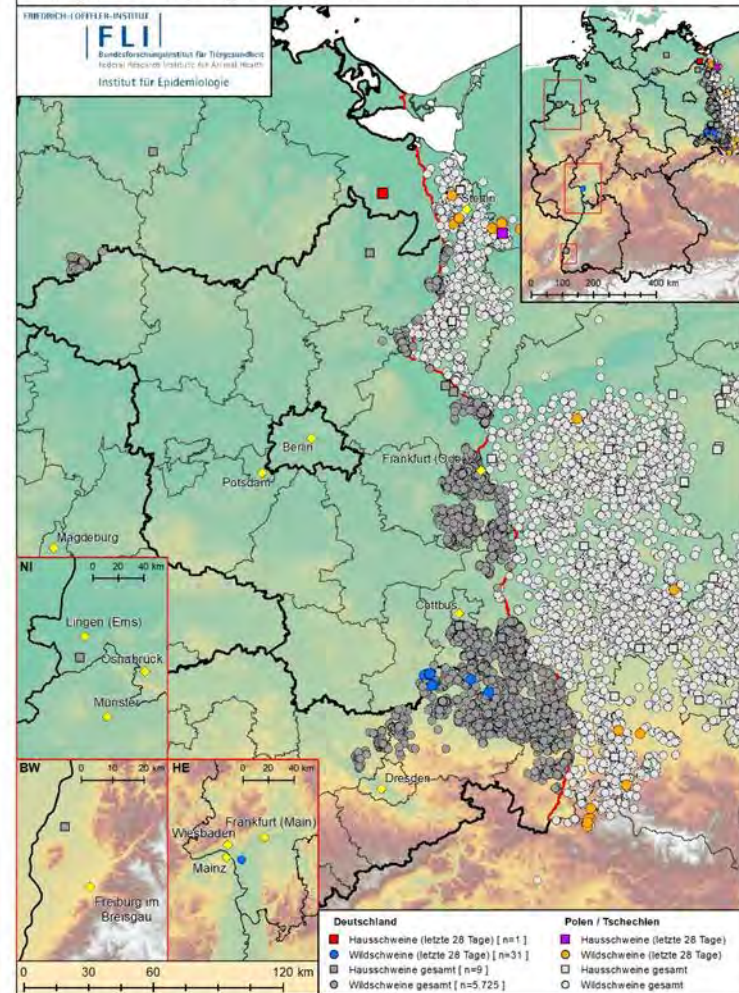 FRIEDRICH-LOEFFLER-INSTITUT
FLI
Bundesforschungsinstitut für Tiergesundheit
Federal Research Institute for Animal Health
Institut für Epidemiologie
0 100 200 400 km
Stettin
Berlin
Potsdam
Frankfurt (Oder)
Magdeburg
Cottbus
Dresden
NI
0 20 40 km
Lingen (Ems)
Osnabrück
Münster
BW
0 10 20 km
Freiburg im
Breisgau
HE
0 20 40 km
Frankfurt (Main)
Wiesbaden
Mainz
0 30 60 120 km
Deutschland
Hausschweine (letzte 28 Tage) [ n=1 ]
Wildschweine (letzte 28 Tage) [ n=31 ]
Hausschweine gesamt [ n=9 ]
Wildschweine gesamt [ n=5.725 ]
Polen / Tschechien
Hausschweine (letzte 28 Tage)
Wildschweine (letzte 28 Tage)
Hausschweine gesamt
Wildschweine gesamt